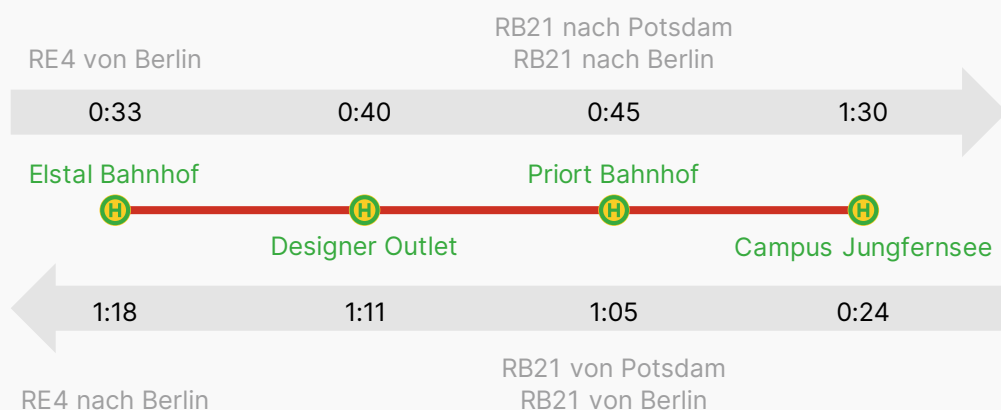 RB21 nach Potsdam
RE4 von Berlin RB21 nach Berlin
0:33 0:40 0:45 1:30
Elstal Bahnhof Priort Bahnhof
H H H H
Designer Outlet Campus Jungfernsee
1:18 1:11 1:05 0:24
RB21 von Potsdam
RE4 nach Berlin RB21 von Berlin